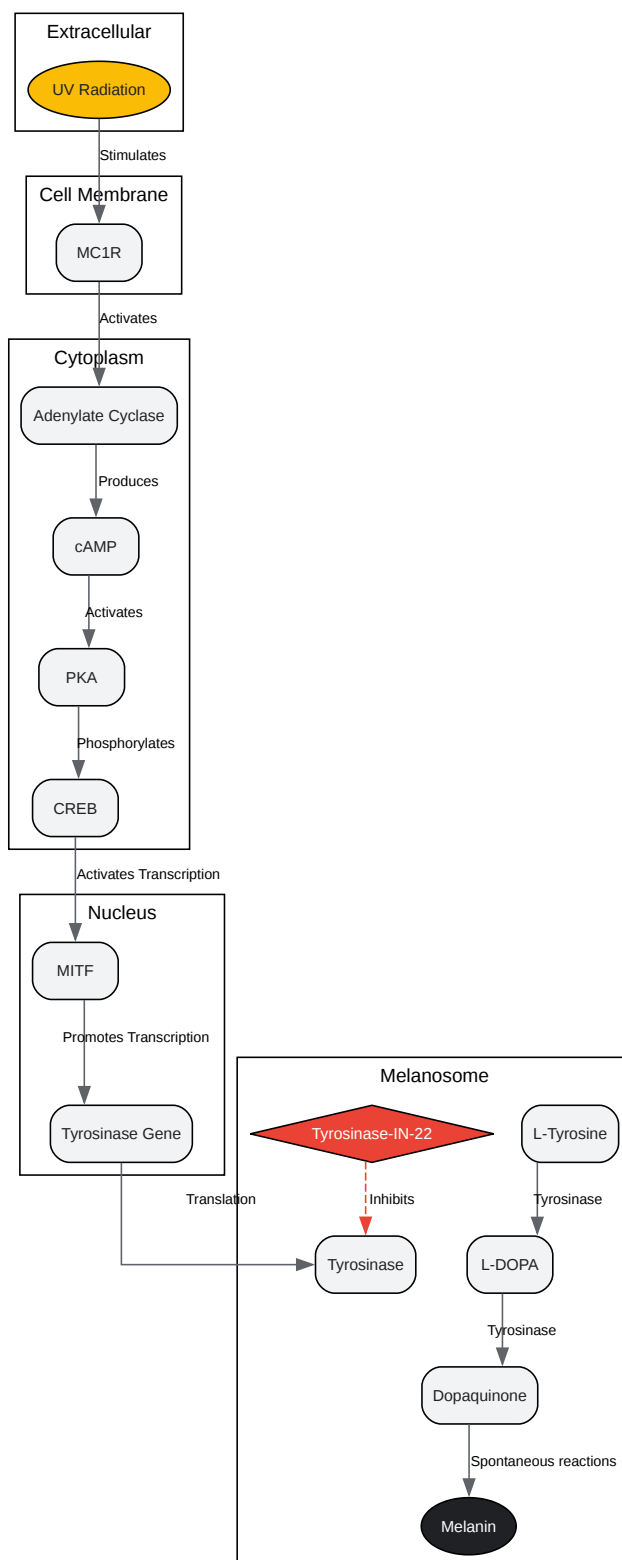 Extracellular
UV Radiation
Stimulates
Cell Membrane
MC1R
Activates
Cytoplasm
Adenylate Cyclase
Produces
cAMP
Activates
PKA
Phosphorylates
CREB
Activates Transcription
Nucleus
MITF
Promotes Transcription
Tyrosinase Gene
Translation
Melanosome
Tyrosinase-IN-22
L-Tyrosine
Inhibits
Tyrosinase
Tyrosinase
L-DOPA
Tyrosinase
Dopaquinone
Spontaneous reactions
Melanin